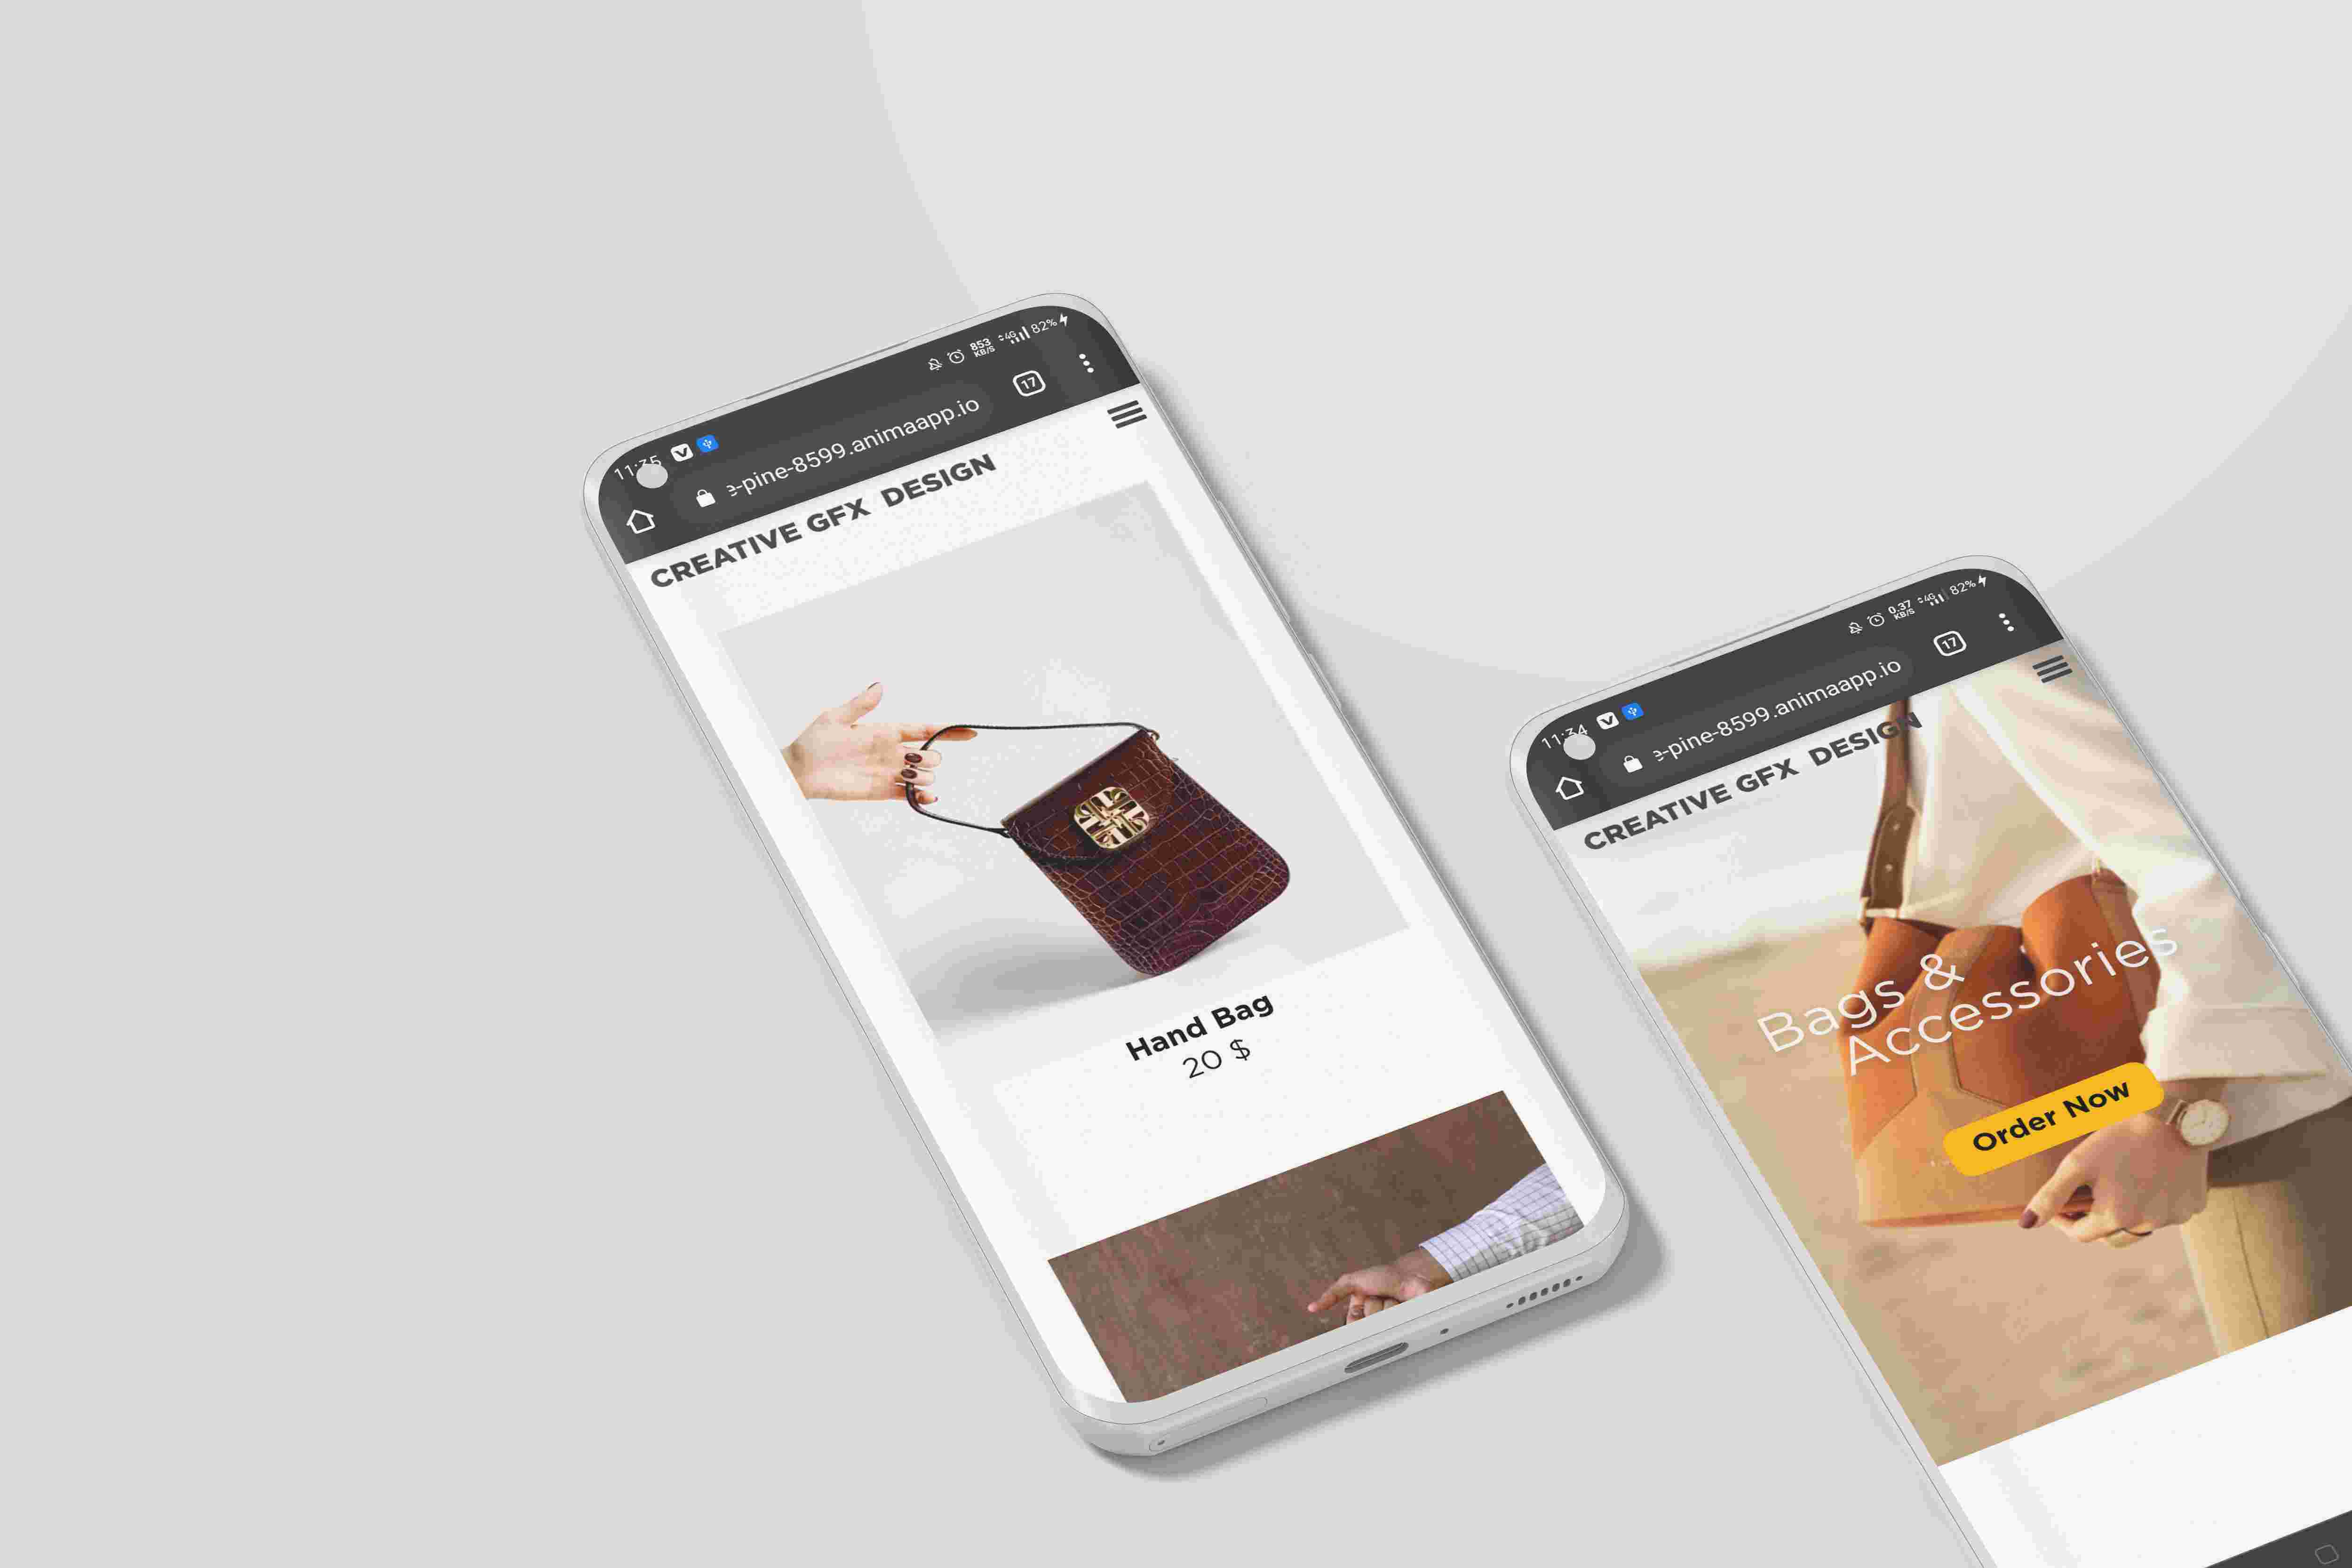 11:35 853 KB/S 4G 82%
e-pine-8599.animaapp.io 17
CREATIVE GFX DESIGN
Hand Bag
20 $
11:34 0.37 KB/S 4G 82%
e-pine-8599.animaapp.io 17
CREATIVE GFX DESIGN
Bags &
Accessories
Order Now